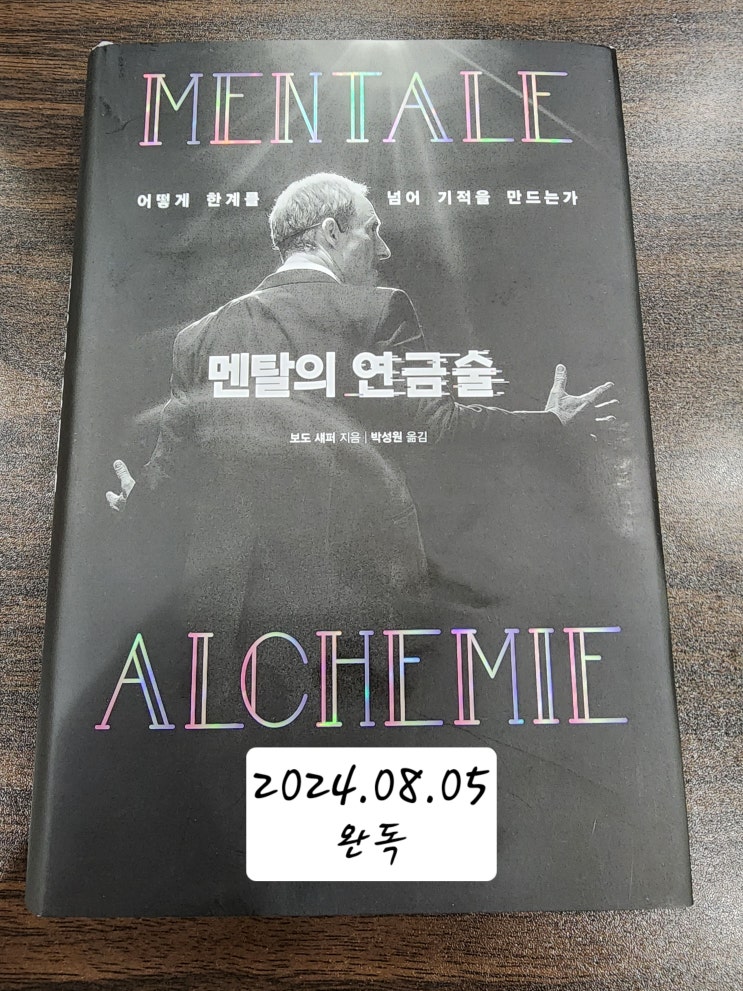 MENTALE
어떻게 한계를 넘어 기적을 만드는가
멘탈의 연금술
보도 섀퍼 지음 | 박성원 옮김
ALCHEMIE
2024.08.05
완독